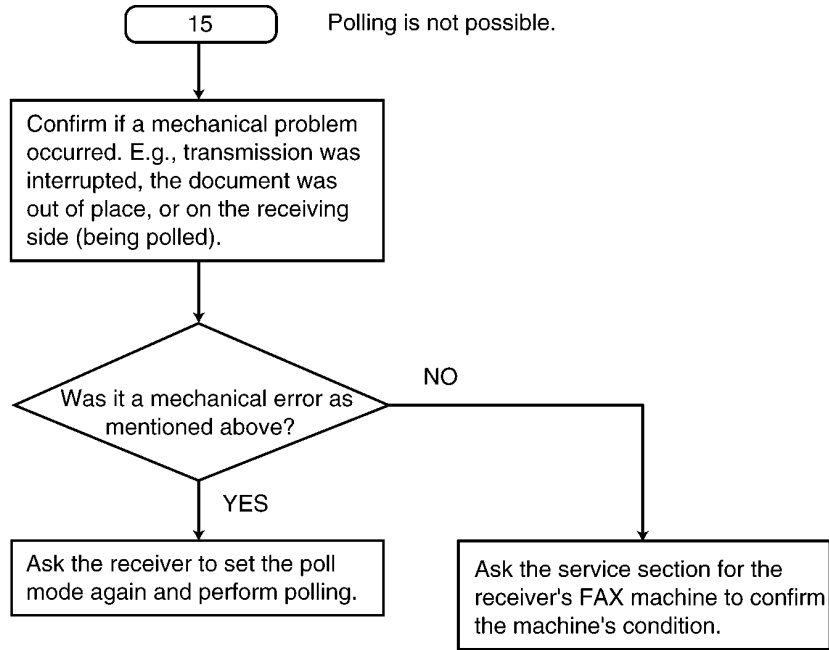 15
Polling is not possible.
Confirm if a mechanical problem
occurred. E.g., transmission was
interrupted, the document was
out of place, or on the receiving
side (being polled).
Was it a mechanical error as
mentioned above?
NO
YES
Ask the receiver to set the poll
mode again and perform polling.
Ask the service section for the
receiver's FAX machine to confirm
the machine's condition.